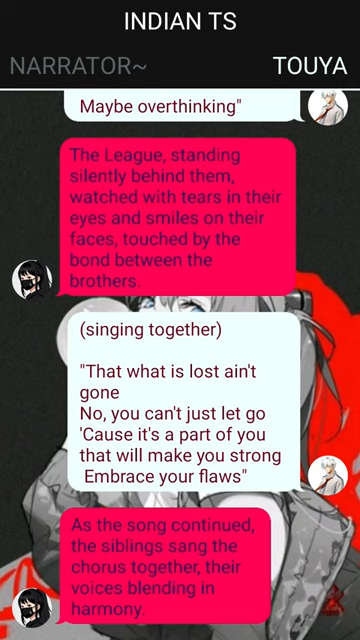 INDIAN TS
NARRATOR~ TOUYA
Maybe overthinking"
The League, standing
silently behind them,
watched with tears in their
eyes and smiles on their
faces, touched by the
bond between the
brothers.
(singing together)
"That what is lost ain't
gone
No, you can't just let go
'Cause it's a part of you
that will make you strong
Embrace your flaws"
As the song continued,
the siblings sang the
chorus together, their
voices blending in
harmony.